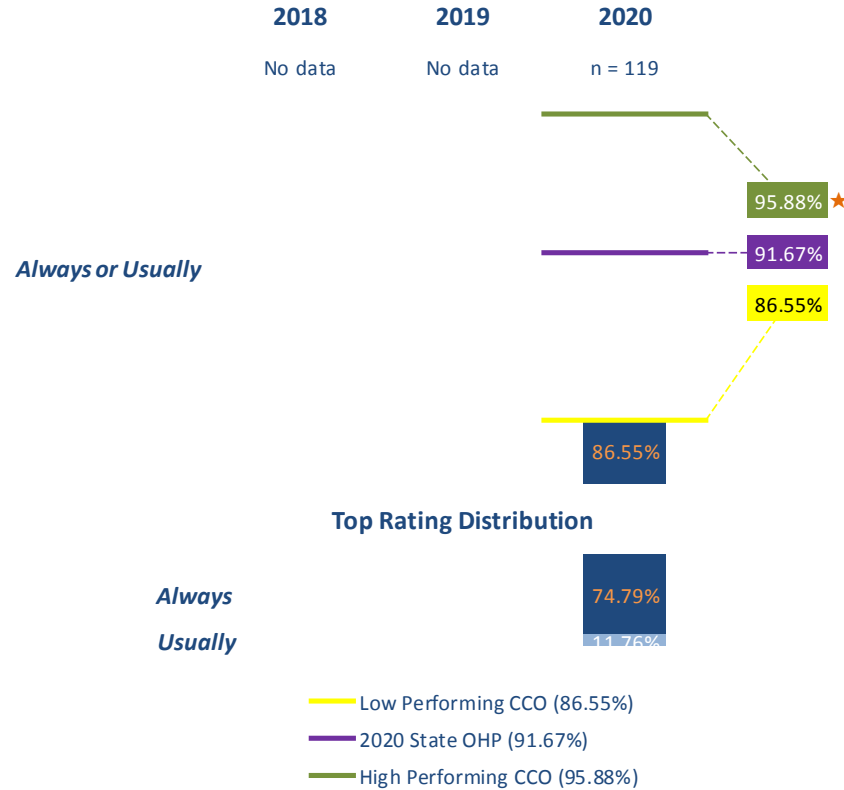 2018 2019 2020
No data No data n = 119
95.88%
91.67%
Always or Usually
86.55%
86.55%
Top Rating Distribution
Always 74.79%
Usually 11.76%
Low Performing CCO (86.55%)
2020 State OHP (91.67%)
High Performing CCO (95.88%)